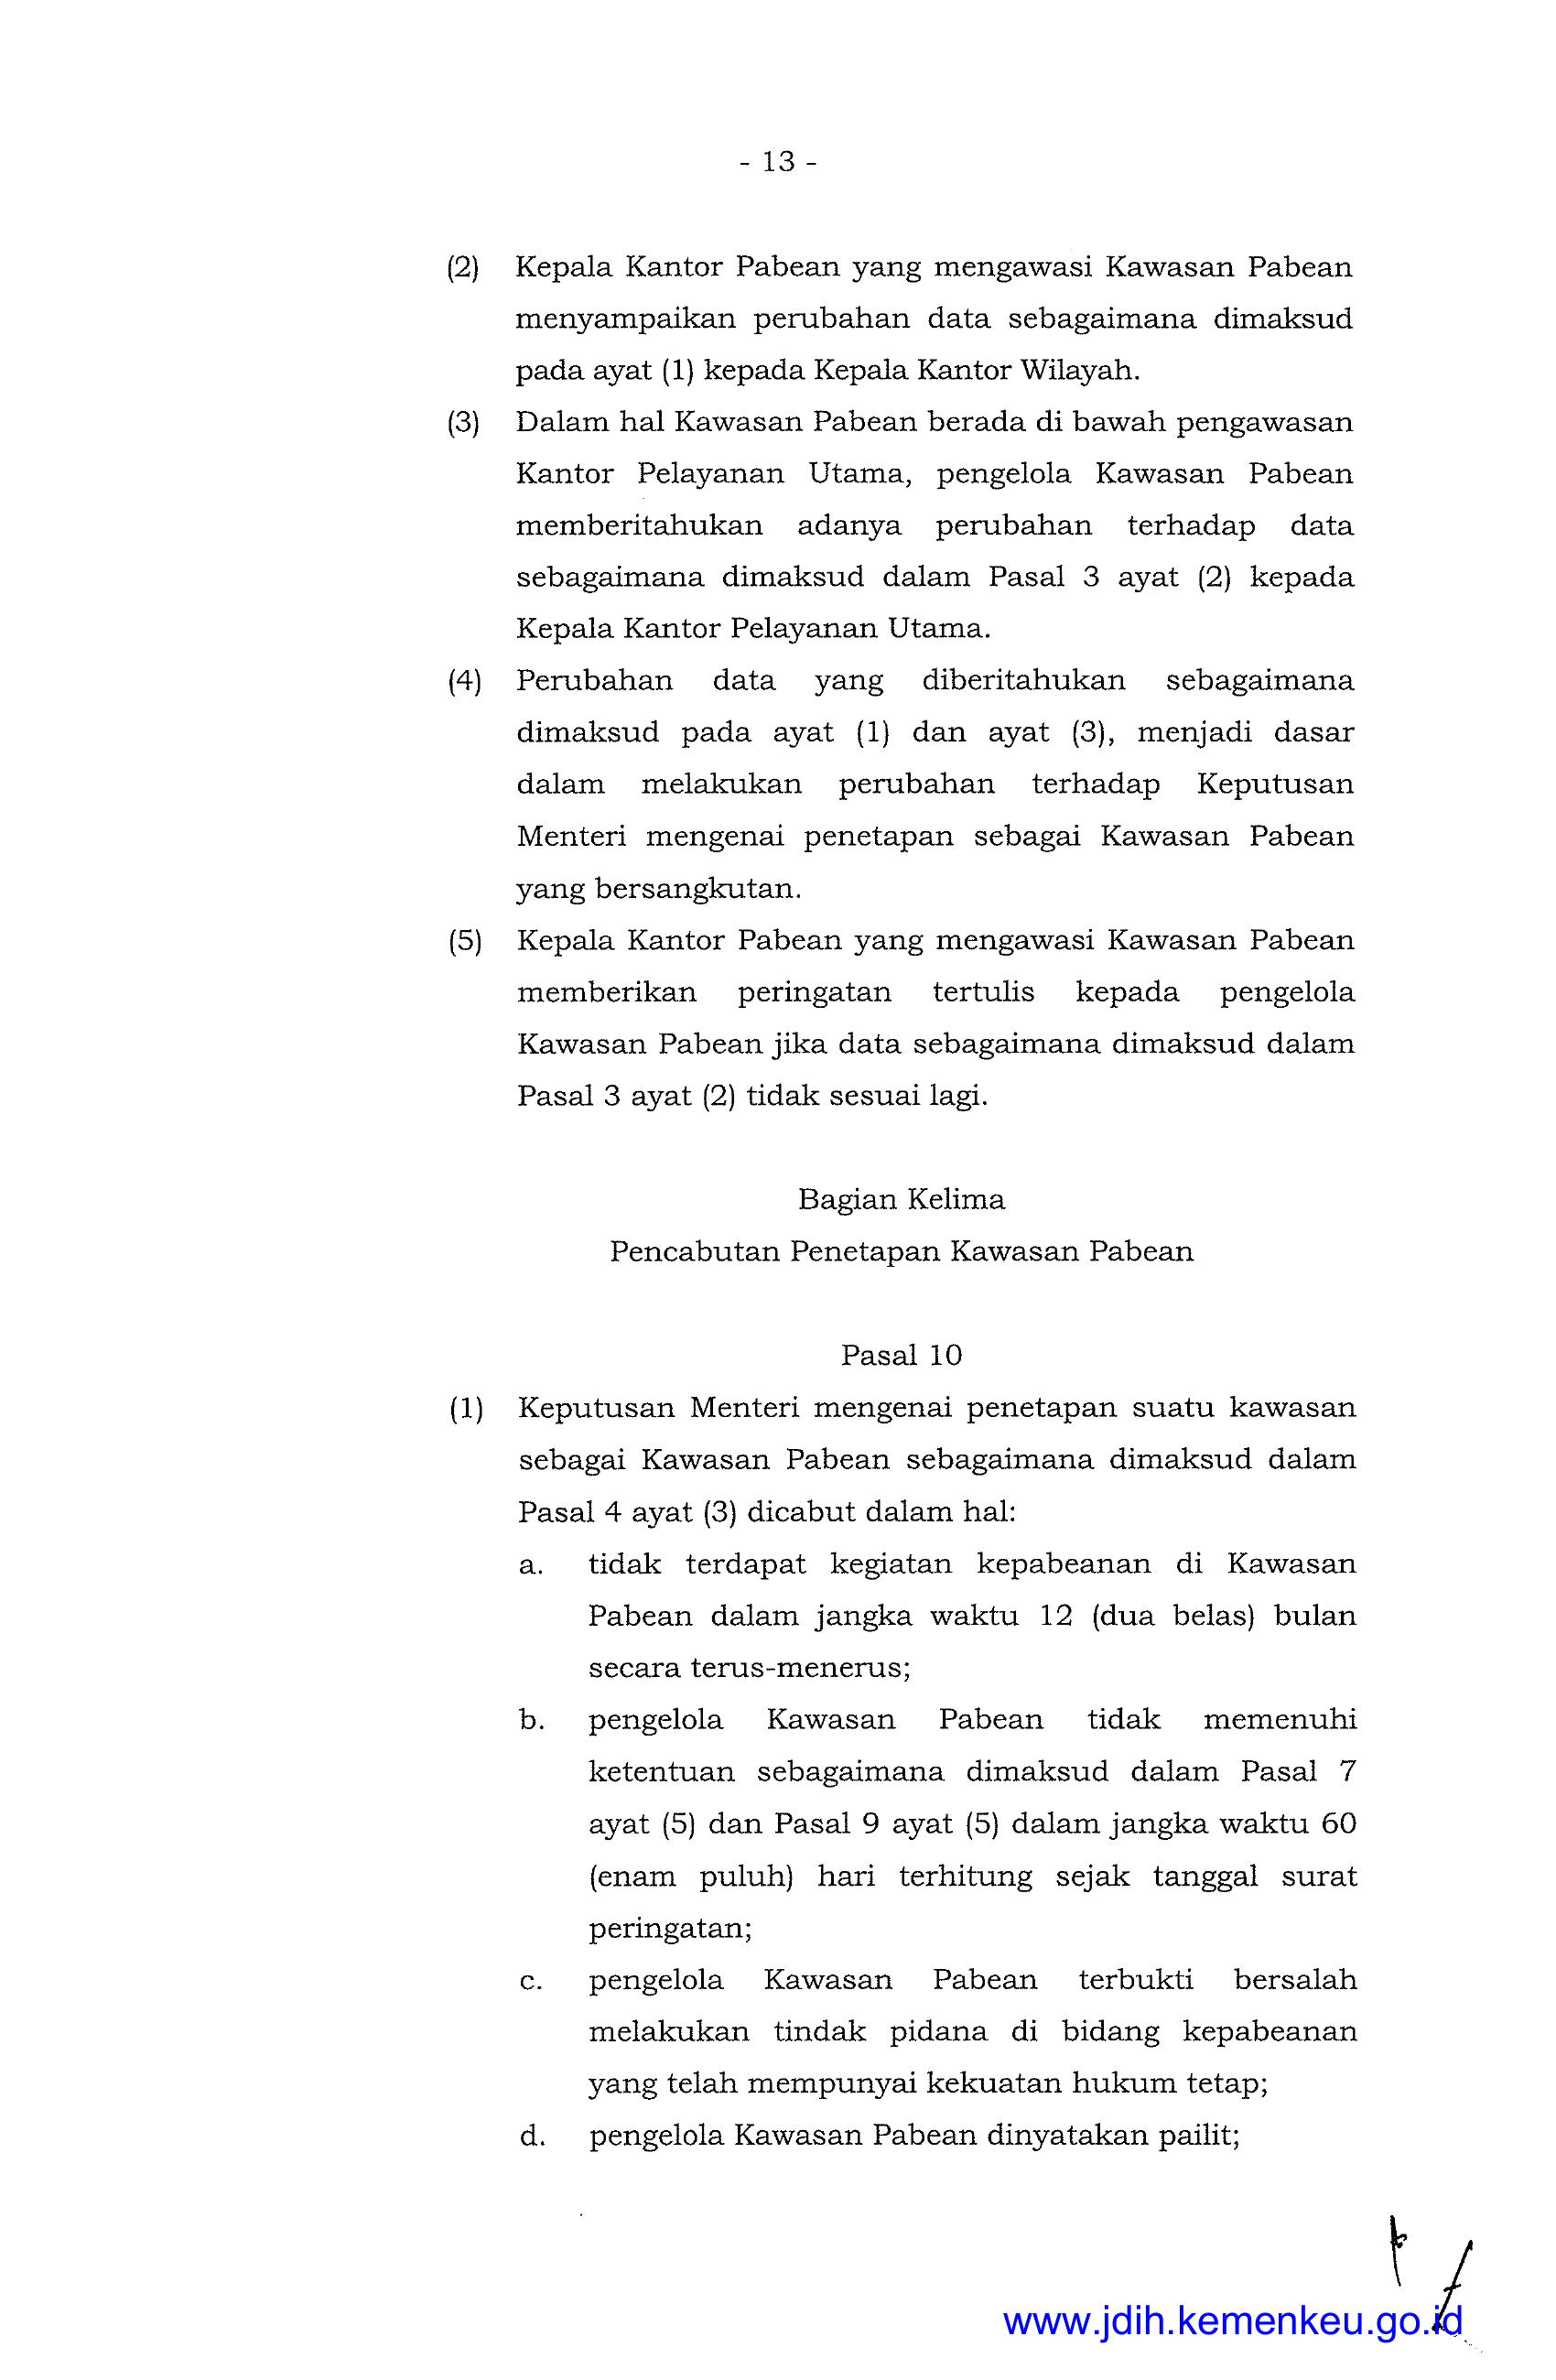 - 13 -
(2) Kepala Kantor Pabean yang mengawasi Kawasan Pabean
menyampaikan perubahan data sebagaimana dimaksud
pada ayat (1) kepada Kepala Kantor Wilayah.
(3) Dalam hal Kawasan Pabean berada di bawah pengawasan
Kantor Pelayanan Utama, pengelola Kawasan Pabean
memberitahukan adanya perubahan terhadap data
sebagaimana dimaksud dalam Pasal 3 ayat (2) kepada
Kepala Kantor Pelayanan Utama.
(4) Perubahan data yang diberitahukan sebagaimana
dimaksud pada ayat (1) dan ayat (3), menjadi dasar
dalam melakukan perubahan terhadap Keputusan
Menteri mengenai penetapan sebagai Kawasan Pabean
yang bersangkutan.
(5) Kepala Kantor Pabean yang mengawasi Kawasan Pabean
memberikan peringatan tertulis kepada pengelola
Kawasan Pabean jika data sebagaimana dimaksud dalam
Pasal 3 ayat (2) tidak sesuai lagi.
Bagian Kelima
Pencabutan Penetapan Kawasan Pabean
Pasal 10
(1) Keputusan Menteri mengenai penetapan suatu kawasan
sebagai Kawasan Pabean sebagaimana dimaksud dalam
Pasal 4 ayat (3) dicabut dalam hal:
a. tidak terdapat kegiatan kepabeanan di Kawasan
Pabean dalam jangka waktu 12 (dua belas) bulan
secara terus-menerus;
b. pengelola Kawasan Pabean tidak memenuhi
ketentuan sebagaimana dimaksud dalam Pasal 7
ayat (5) dan Pasal 9 ayat (5) dalam jangka waktu 60
(enam puluh) hari terhitung sejak tanggal surat
peringatan;
c. pengelola Kawasan Pabean terbukti bersalah
melakukan tindak pidana di bidang kepabeanan
yang telah mempunyai kekuatan hukum tetap;
d. pengelola Kawasan Pabean dinyatakan pailit;
www.jdih.kemenkeu.go.id